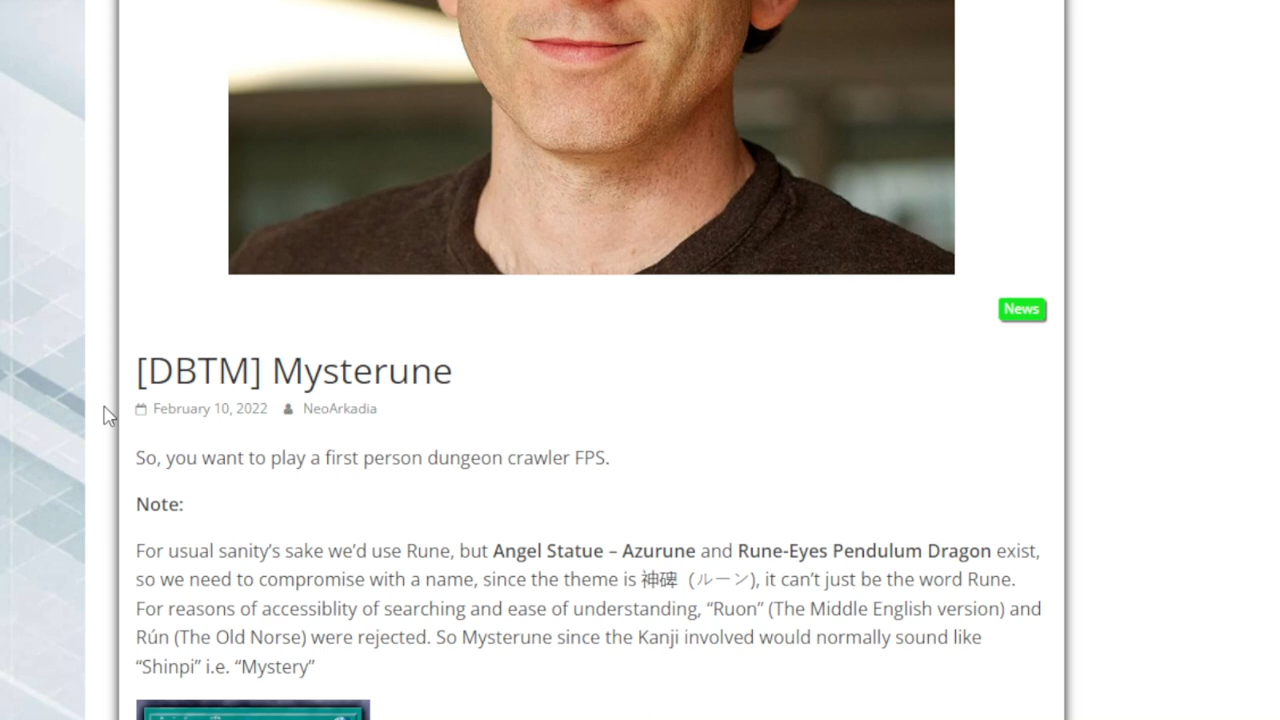 News
[DBTM] Mysterune
February 10, 2022 NeoArkadia
So, you want to play a first person dungeon crawler FPS.
Note:
For usual sanity’s sake we’d use Rune, but Angel Statue – Azurune and Rune-Eyes Pendulum Dragon exist,
so we need to compromise with a name, since the theme is 神碑 (ルーン), it can’t just be the word Rune.
For reasons of accessiblity of searching and ease of understanding, “Ruon” (The Middle English version) and
Rún (The Old Norse) were rejected. So Mysterune since the Kanji involved would normally sound like
“Shinpi” i.e. “Mystery”